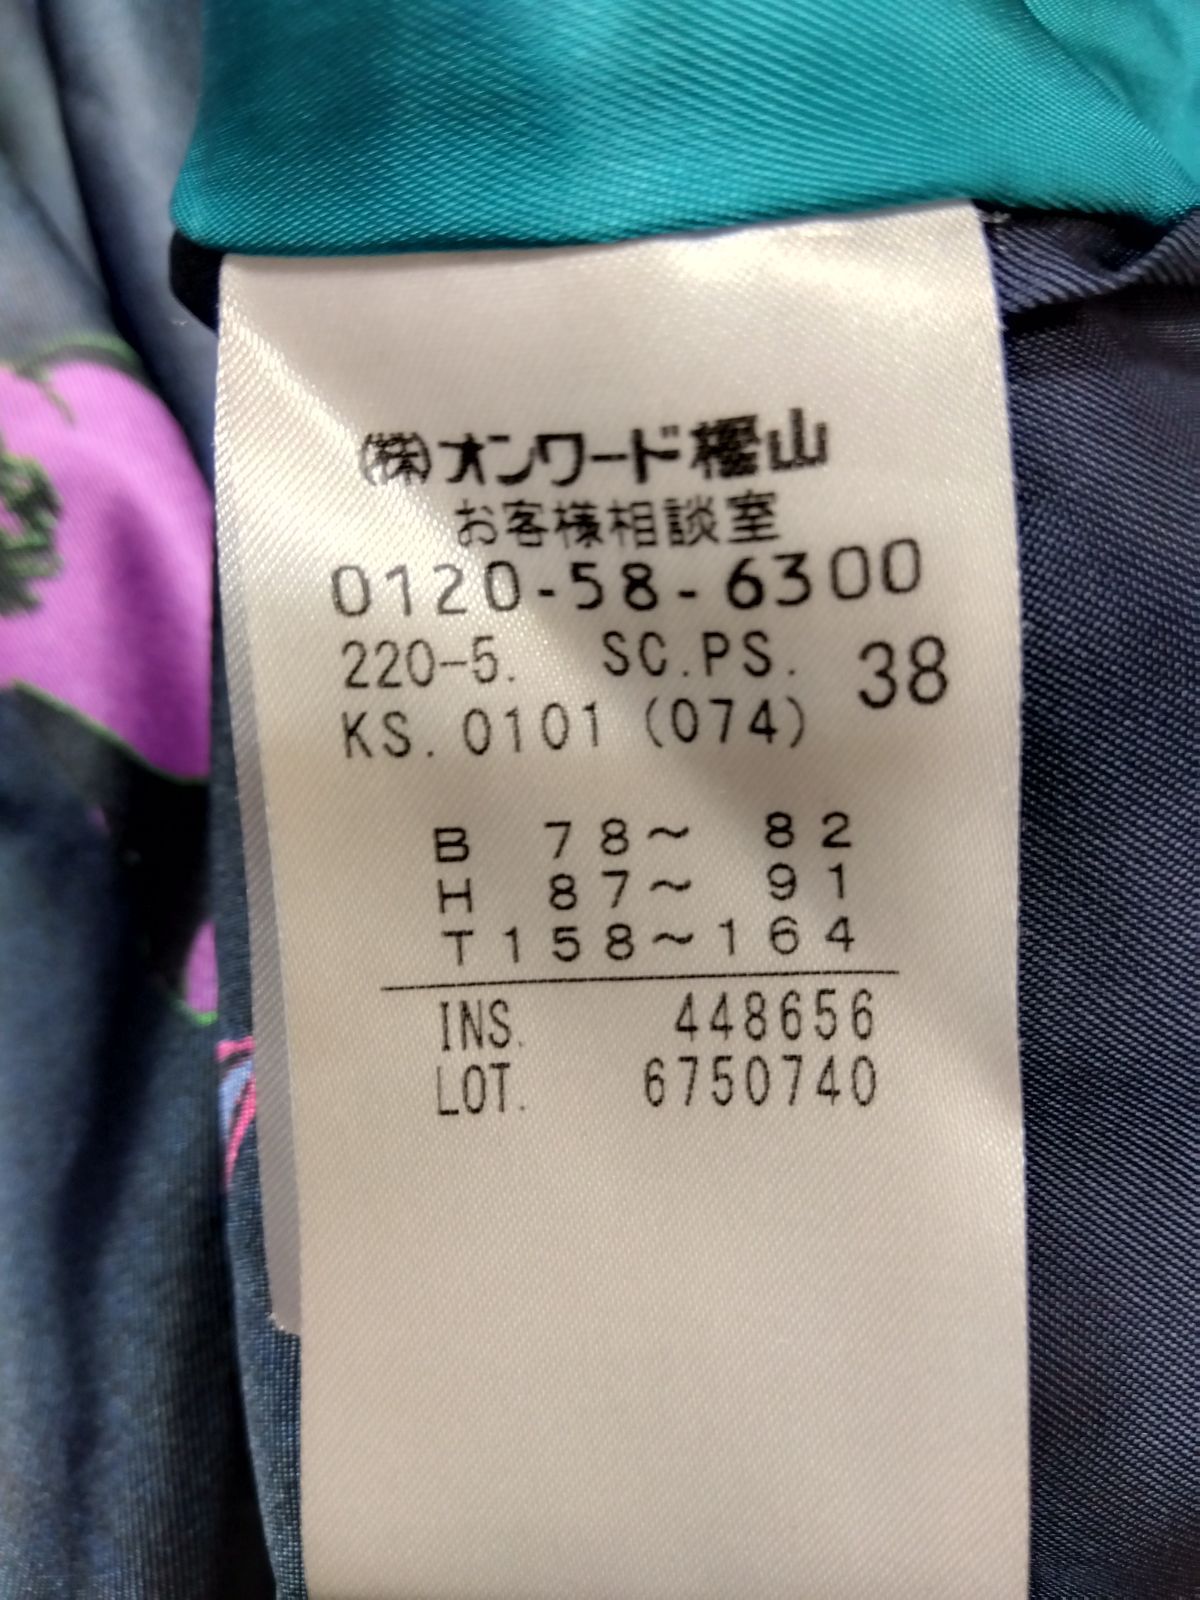 (株)オンワード樫山
お客様相談室
0120-58-6300
220-5. SC.PS. 38
KS.0101(074)
B 78～ 82
H 87～ 91
T158～164
INS. 448656
LOT. 6750740